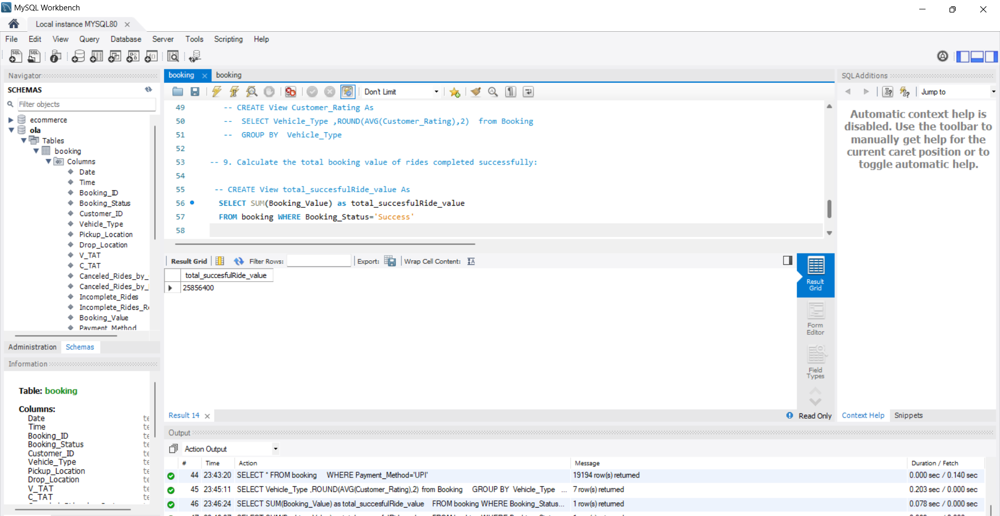 MySQL Workbench
Local instance MYSQL80
File Edit View Query Database Server Tools Scripting Help
Navigator
SCHEMAS
Filter objects
ecommerce
ola
Tables
booking
Columns
Date
Time
Booking_ID
Booking_Status
Customer_ID
Vehicle_Type
Pickup_Location
Drop_Location
V_TAT
C_TAT
Canceled_Rides_by_
Canceled_Rides_by_
Incomplete_Rides
Incomplete_Rides_R
Booking_Value
Payment_Method
Administration Schemas
Information
Table: booking
Columns:
Date te
Time te
Booking_ID te
Booking_Status te
Customer_ID te
Vehicle_Type te
Pickup_Location te
Drop_Location te
V_TAT te
C_TAT te
booking booking
Don't Limit
49 -- CREATE View Customer_Rating As
50 -- SELECT Vehicle_Type ,ROUND(AVG(Customer_Rating),2) from Booking
51 -- GROUP BY Vehicle_Type
52
53 -- 9. Calculate the total booking value of rides completed successfully:
54
55 -- CREATE View total_succesfulRide_value As
56 SELECT SUM(Booking_Value) as total_succesfulRide_value
57 FROM booking WHERE Booking_Status='Success'
58
Result Grid Filter Rows: Export: Wrap Cell Content:
total_succesfulRide_value
25856400
Result Grid
Form Editor
Field Types
Result 14 Read Only
SQLAdditions
Jump to
Automatic context help is
disabled. Use the toolbar to
manually get help for the
current caret position or to
toggle automatic help.
Context Help Snippets
Output
Action Output
# Time Action Message Duration / Fetch
44 23:43:20 SELECT * FROM booking WHERE Payment_Method='UPI' 19194 row(s) returned 0.000 sec / 0.140 sec
45 23:45:11 SELECT Vehicle_Type ,ROUND(AVG(Customer_Rating),2) from Booking GROUP BY Vehicle_Type ... 7 row(s) returned 0.203 sec / 0.000 sec
46 23:46:24 SELECT SUM(Booking_Value) as total_succesfulRide_value FROM booking WHERE Booking_Status... 1 row(s) returned 0.078 sec / 0.000 sec